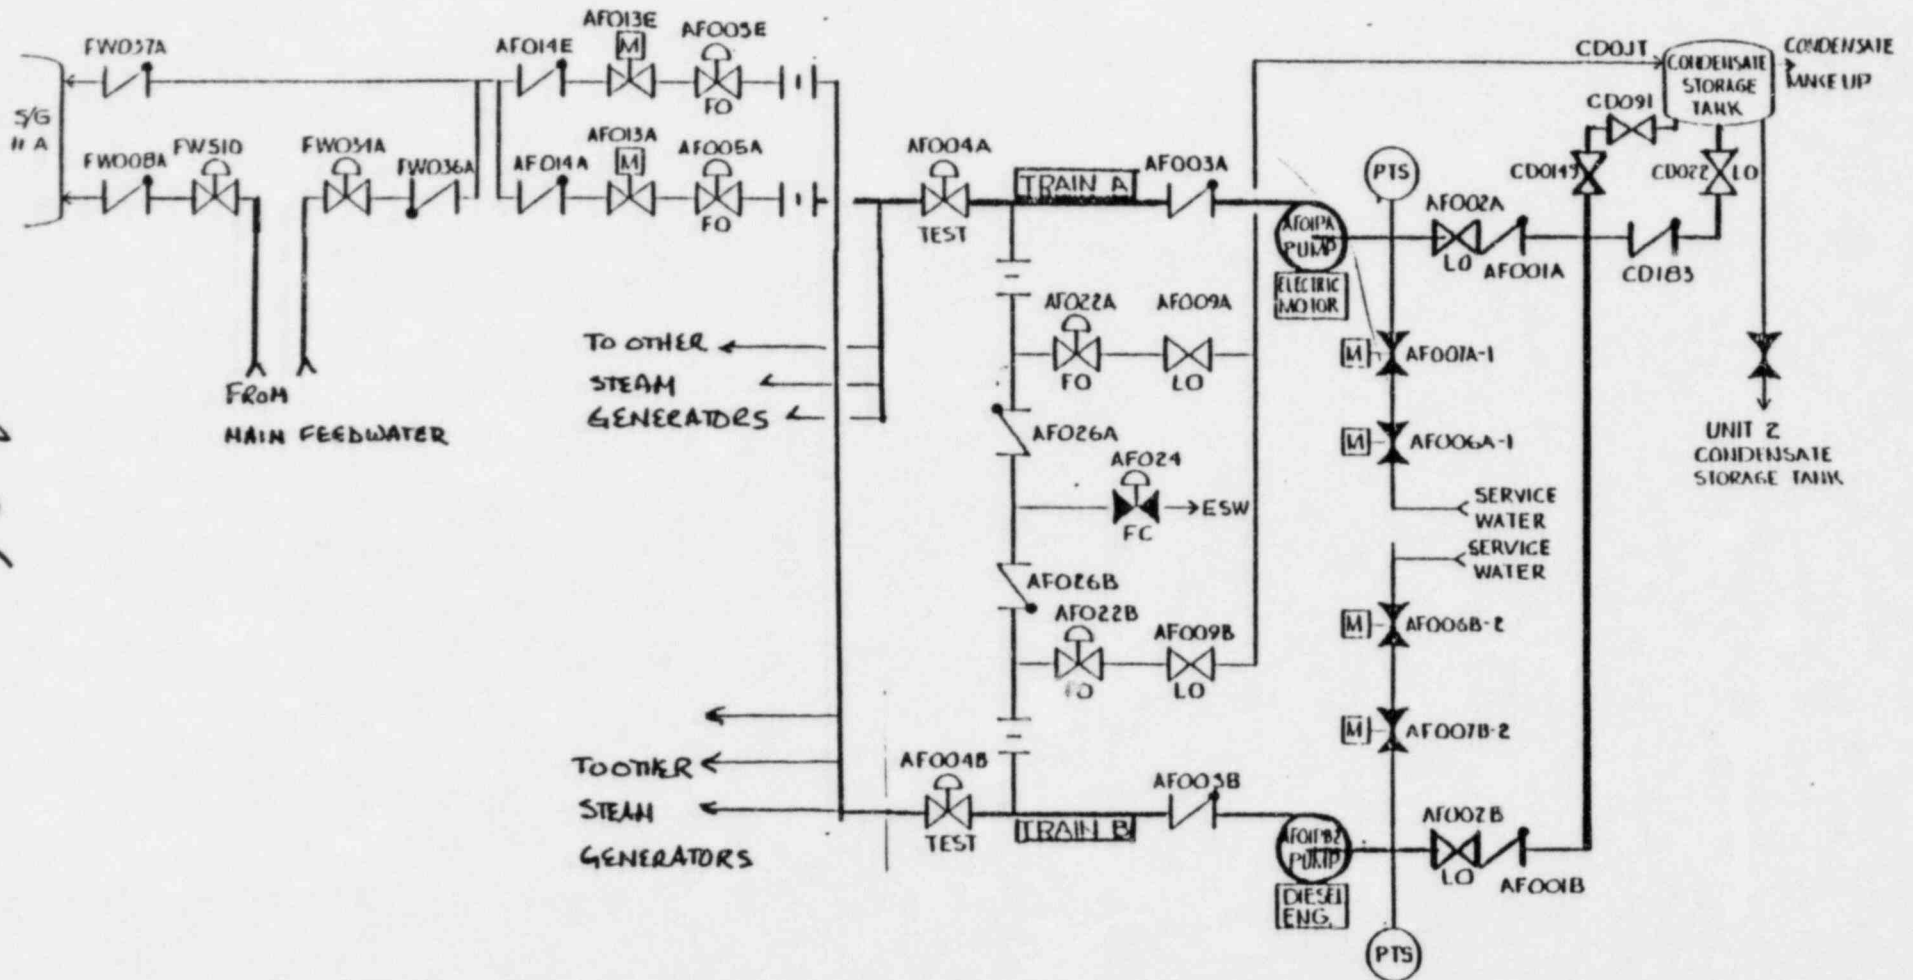 FW037A
AF014E
AF013E
M
AF005E
FO
S/G
FW008A
FW510
FW034A
FW036A
AF014A
AF013A
M
AF005A
FO
FROM
MAIN FEEDWATER
AF004A
TEST
TRAIN A
AF003A
TO OTHER
STEAM
GENERATORS
AF022A
FO
AF009A
LO
AF026A
AF024
FC
ESW
AF026B
AF022B
FO
AF009B
LO
TO OTHER
STEAM
GENERATORS
AF004B
TEST
TRAIN B
AF003B
PUMP
ELECTRIC
MOTOR
PTS
AF002A
LO
AF001A
M
AF007A-1
M
AF006A-1
SERVICE
WATER
SERVICE
WATER
M
AF006B-2
M
AF007B-2
PUMP
DIESEL
ENG.
AF002B
LO
AF001B
PTS
CONDENSATE
STORAGE
TANK
CONDENSATE
MAKE UP
CD091
CD022
LO
CD183
UNIT 2
CONDENSATE
STORAGE TANK